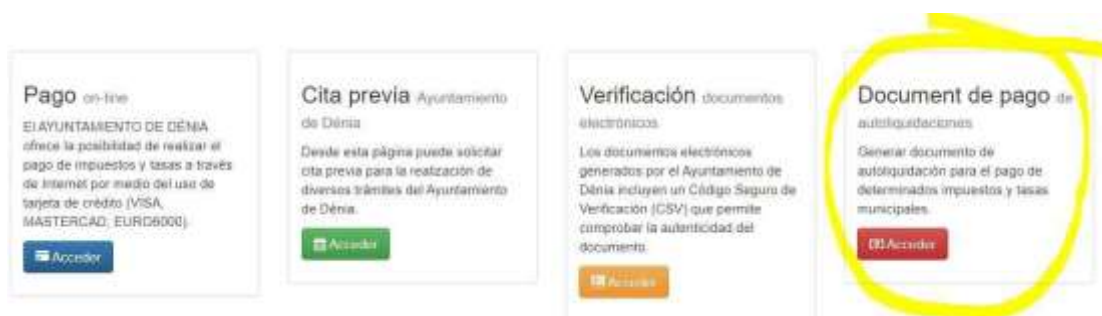 Pago on-line
El AYUNTAMIENTO DE DÉNIA
ofrece la posibilidad de realizar el
pago de impuestos y tasas a través
de Internet por medio del uso de
tarjeta de crédito (VISA,
MASTERCAD, EURO6000).
Acceder
Cita previa Ayuntamiento
de Dénia
Desde esta página puede solicitar
cita previa para la realización de
diversos trámites del Ayuntamiento
de Dénia.
Acceder
Verificación documentos
electrónicos
Los documentos electrónicos
generados por el Ayuntamiento de
Dénia incluyen un Código Seguro de
Verificación (CSV) que permite
comprobar la autenticidad del
documento.
Acceder
Document de pago de
autoliquidaciones
Generar documento de
autoliquidación para el pago de
determinados impuestos y tasas
municipales.
Acceder